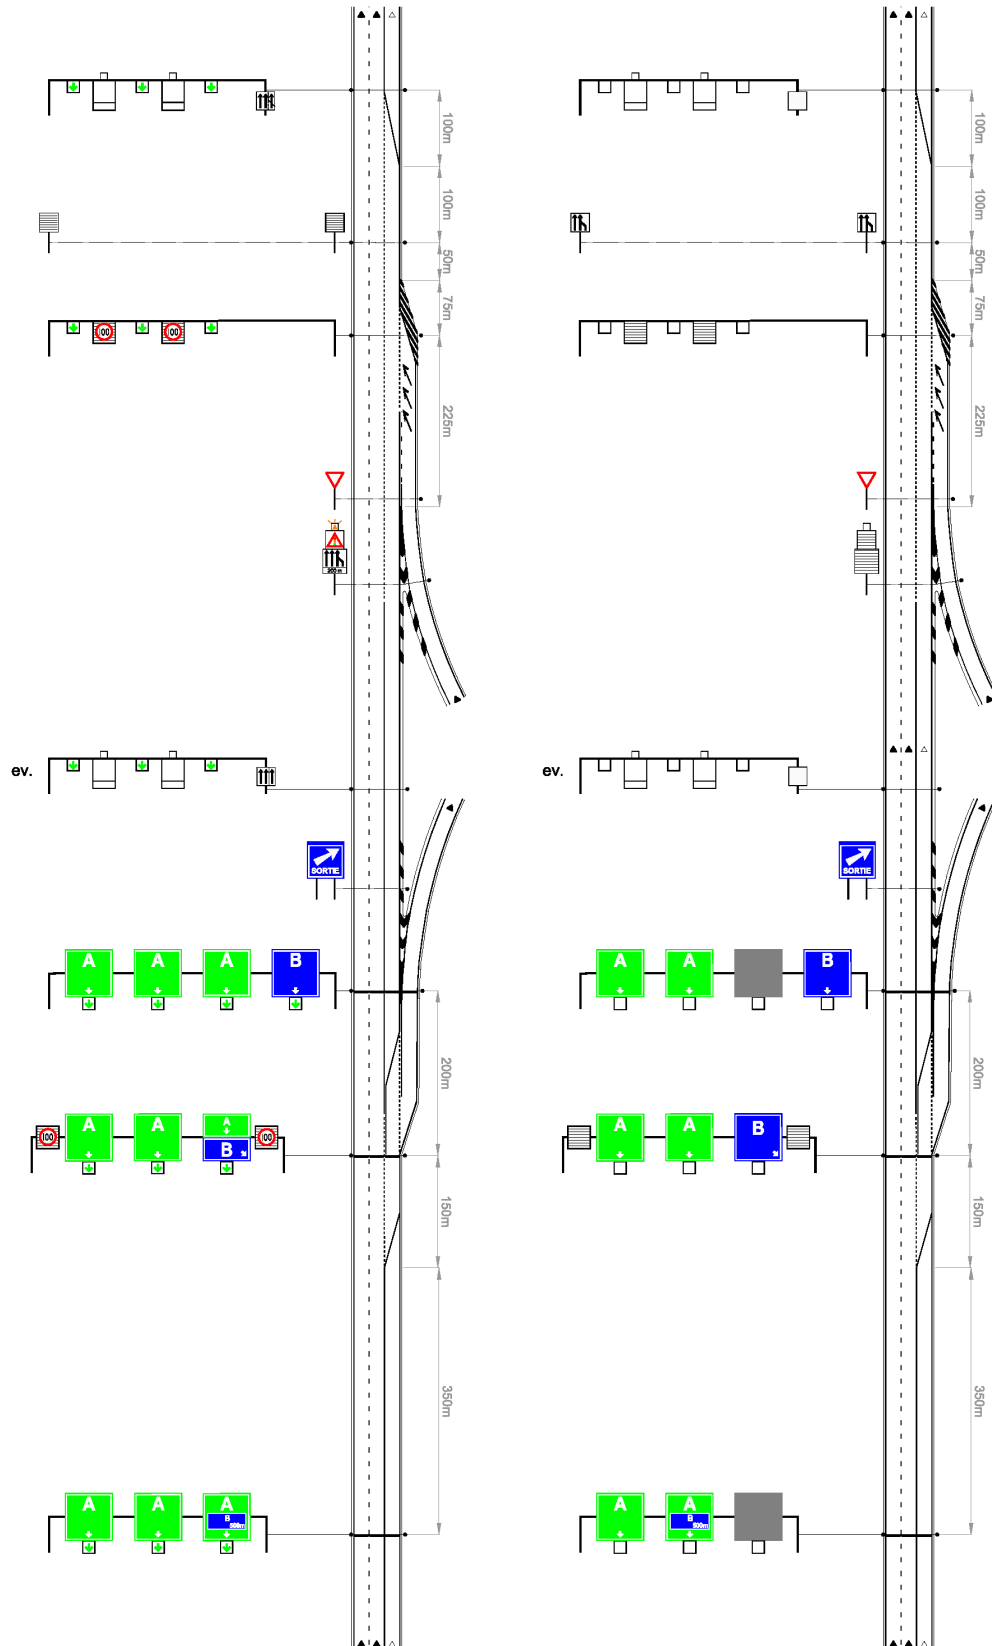 100m 100m
100m 100m
50m 50m
100 100
75m 75m
225m 225m
200 m
ev. ev.
SORTIE SORTIE
A A A B A A B
200m 200m
100 A A A 100 A A B
B
150m 150m
350m 350m
A A A A A
B B
500m 500m